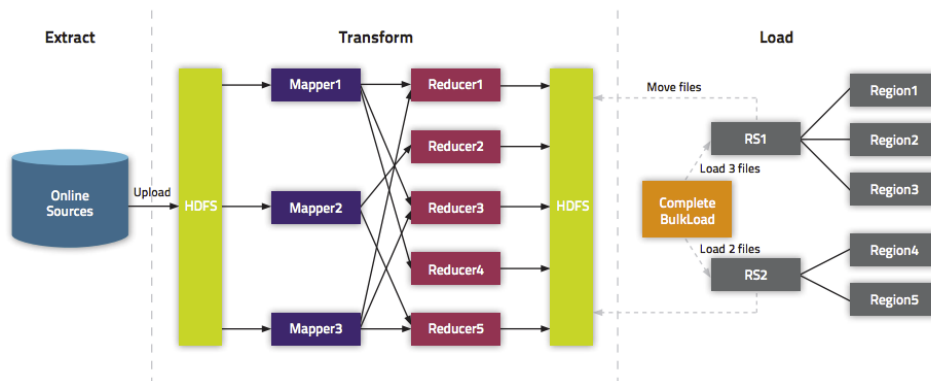 Extract
Transform
Load
Online
Sources
Upload
HDFS
Mapper1
Mapper2
Mapper3
Reducer1
Reducer2
Reducer3
Reducer4
Reducer5
HDFS
Move files
RS1
Load 3 files
Complete
BulkLoad
Load 2 files
RS2
Region1
Region2
Region3
Region4
Region5